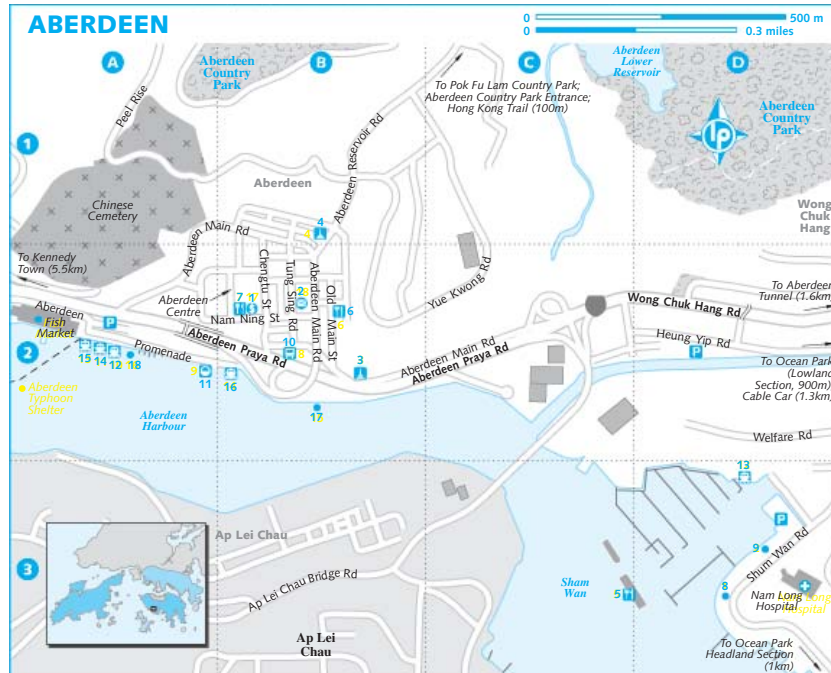 ABERDEEN
0 500 m
0 0.3 miles
A
B
C
D
Aberdeen
Country
Park
Aberdeen
Lower
Reservoir
To Pok Fu Lam Country Park;
Aberdeen Country Park Entrance;
Hong Kong Trail (100m)
lp
Aberdeen
Country
Park
Peel Rise
1
Aberdeen Reservoir Rd
Aberdeen
Chinese
Cemetery
Wong
Chuk
Hang
4
4
Aberdeen Main Rd
To Kennedy
Town (5.5km)
Chengtu St
Tung Sing Rd
Aberdeen Main Rd
Old Main St
Yue Kwong Rd
To Aberdeen
Tunnel (1.6km)
Aberdeen
Centre
7
1
2
6
6
Nam Ning St
Wong Chuk Hang Rd
Aberdeen
Fish
Market
P
Aberdeen Praya Rd
Promenade
Heung Yip Rd
P
2
15
14
12
18
10
8
3
Aberdeen Main Rd
Aberdeen Praya Rd
9
11
16
To Ocean Park
(Lowland
Section, 900m)
Cable Car (1.3km)
Aberdeen
Typhoon
Shelter
Aberdeen
Harbour
17
Welfare Rd
13
P
Ap Lei Chau
9
Shum Wan Rd
3
Ap Lei Chau Bridge Rd
Sham
Wan
5
8
Nam Long
Hospital
Ap Lei
Chau
To Ocean Park
Headland Section
(1km)